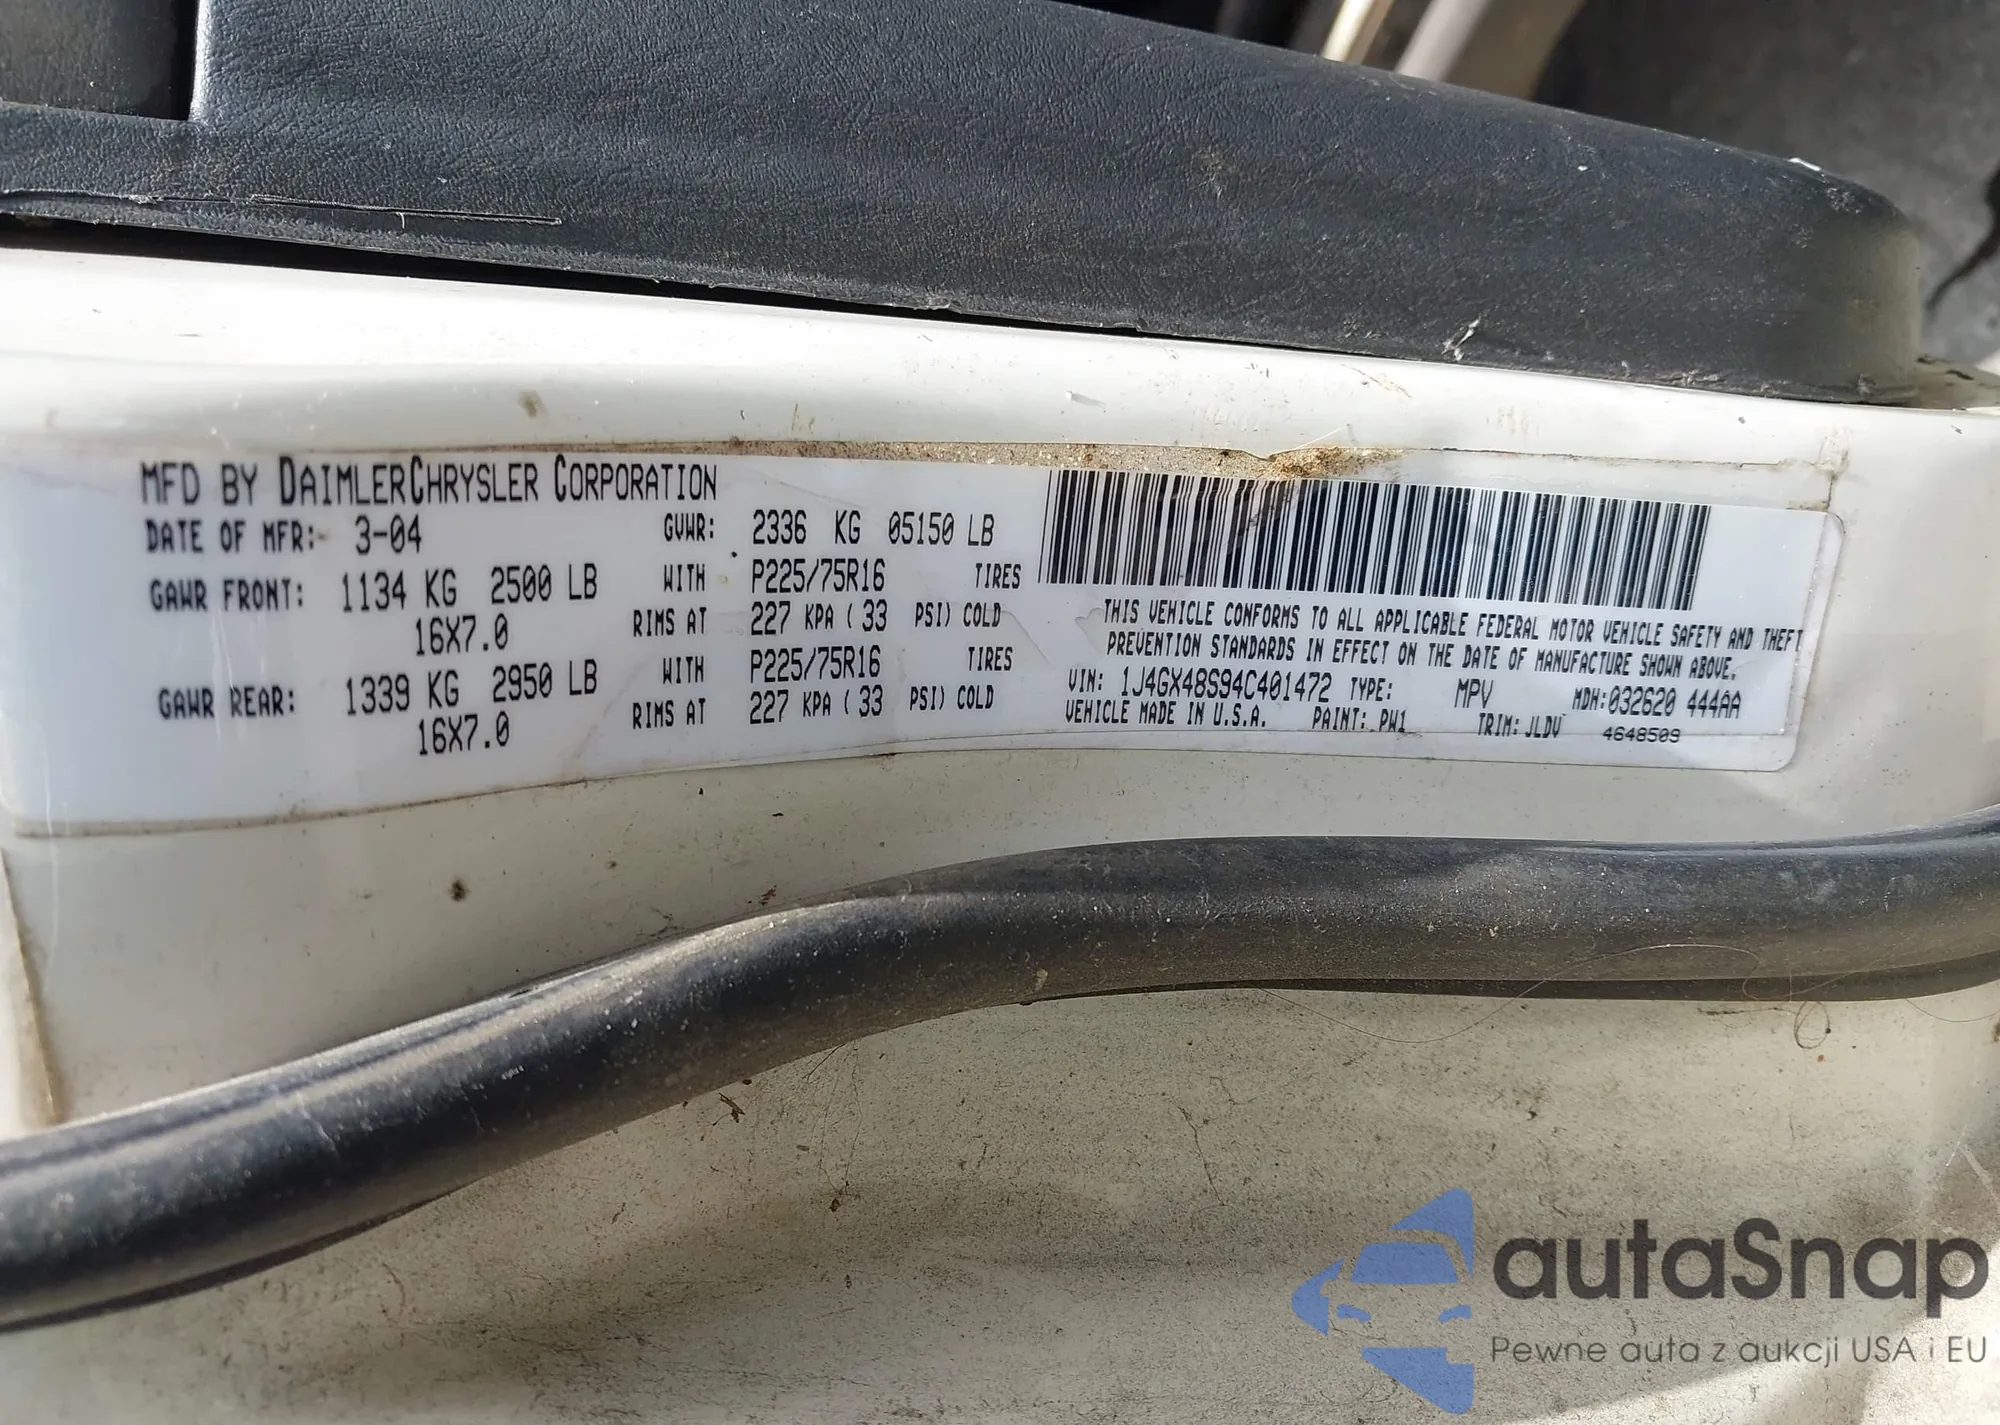 MFD BY DAIMLERCHRYSLER CORPORATION
DATE OF MFR: 3-04 GVWR: 2336 KG 05150 LB
GAWR FRONT: 1134 KG 2500 LB WITH P225/75R16 TIRES
16X7.0 RIMS AT 227 KPA ( 33 PSI) COLD
GAWR REAR: 1339 KG 2950 LB WITH P225/75R16 TIRES
16X7.0 RIMS AT 227 KPA ( 33 PSI) COLD
THIS VEHICLE CONFORMS TO ALL APPLICABLE FEDERAL MOTOR VEHICLE SAFETY AND THEFT
PREVENTION STANDARDS IN EFFECT ON THE DATE OF MANUFACTURE SHOWN ABOVE.
VIN: 1J4GX48S94C401472 TYPE: MPV MDH:032620 444AA
VEHICLE MADE IN U.S.A. PAINT: PW1 TRIM: JLDV 4648509
autaSnap
Pewne auta z aukcji USA i EU